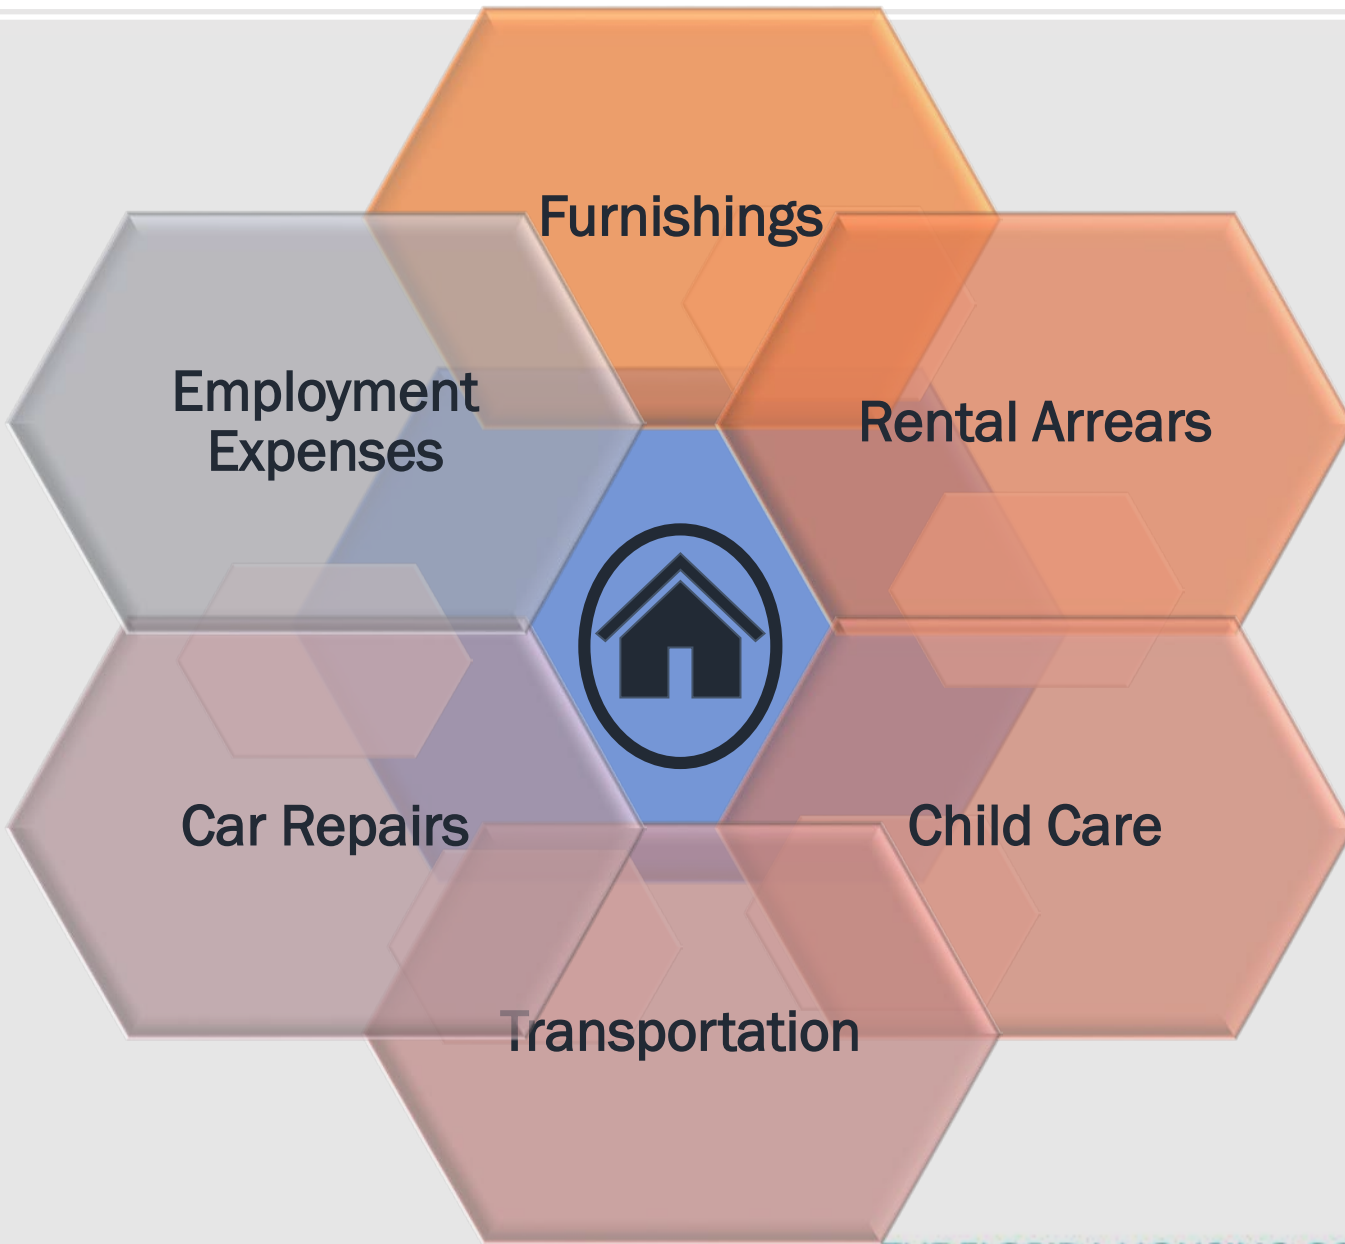 Furnishings
Employment
Expenses
Rental Arrears
Car Repairs
Child Care
Transportation